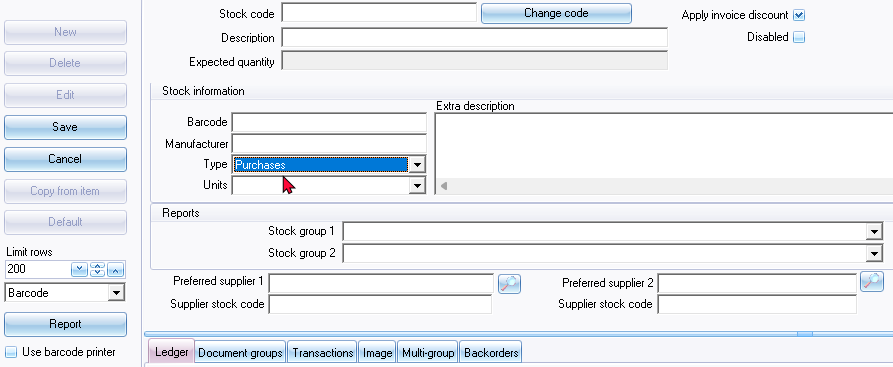 New
Delete
Edit
Save
Cancel
Copy from item
Default
Limit rows
200
Barcode
Report
Use barcode printer
Stock code
Change code
Apply invoice discount
Description
Disabled
Expected quantity
Stock information
Barcode
Manufacturer
Type Purchases
Units
Extra description
Reports
Stock group 1
Stock group 2
Preferred supplier 1
Preferred supplier 2
Supplier stock code
Supplier stock code
Ledger Document groups Transactions Image Multi-group Backorders